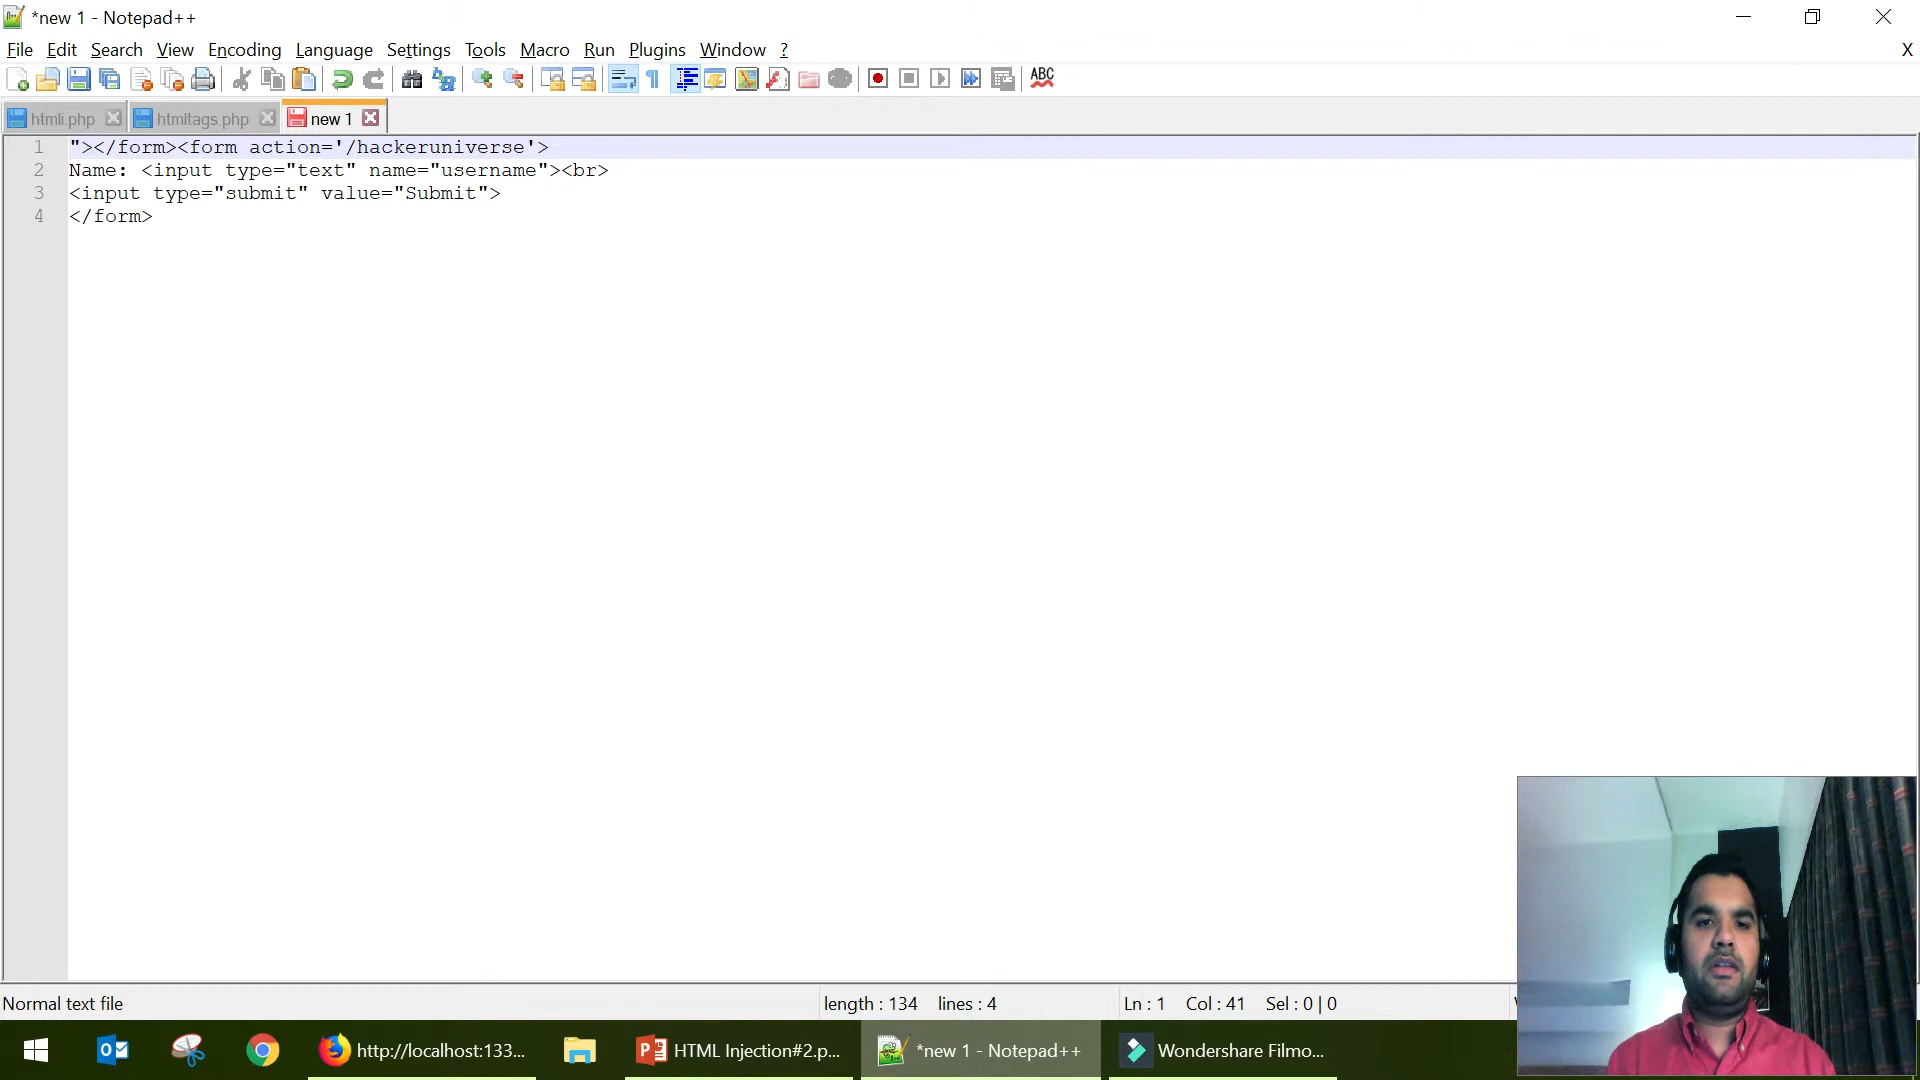 *new 1 - Notepad++
File Edit Search View Encoding Language Settings Tools Macro Run Plugins Window ?
X
ABC
htmli.php htmltags.php new 1
1 "></form><form action='/hackeruniverse'>
2 Name: <input type="text" name="username"><br>
3 <input type="submit" value="Submit">
4 </form>
Normal text file length : 134 lines : 4 Ln : 1 Col : 41 Sel : 0 | 0
http://localhost:133... HTML Injection#2.p... *new 1 - Notepad++ Wondershare Filmo...